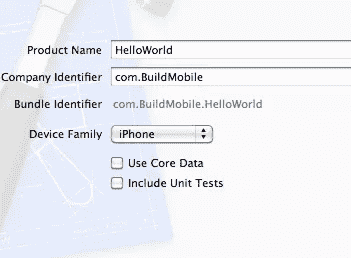 Product Name HelloWorld
Company Identifier com.BuildMobile
Bundle Identifier com.BuildMobile.HelloWorld
Device Family iPhone
Use Core Data
Include Unit Tests